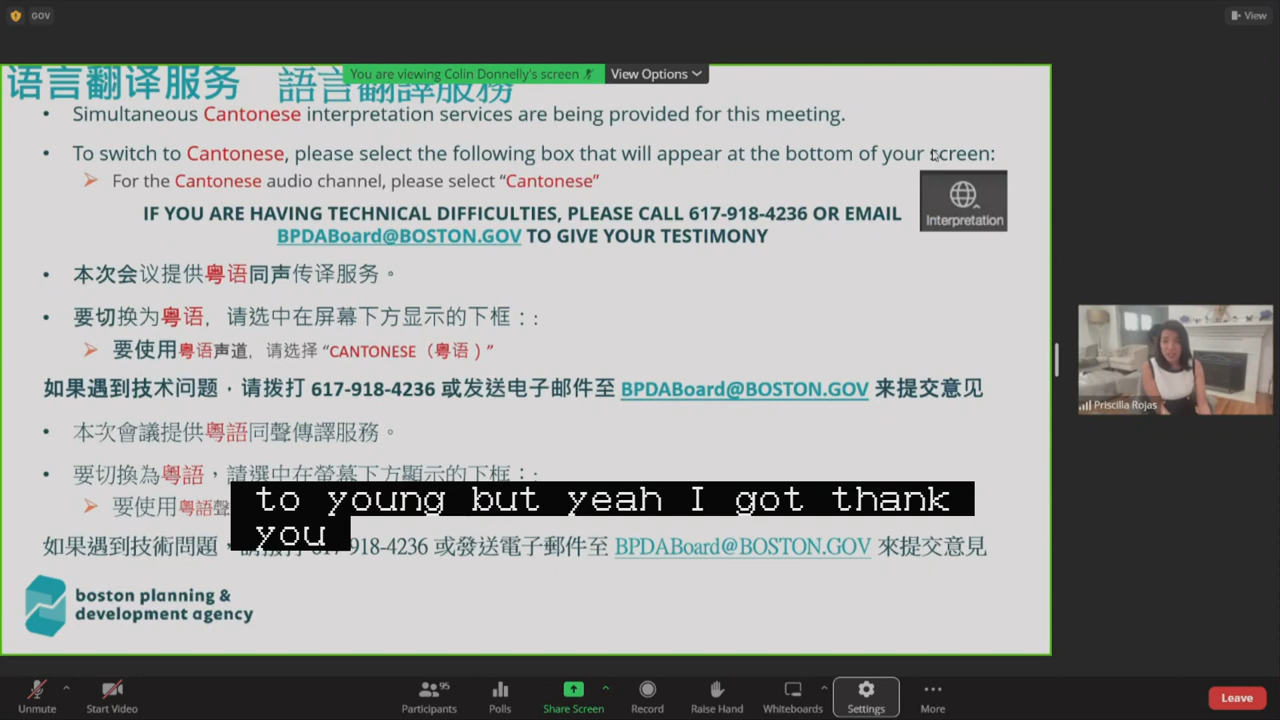 GOV
View
You are viewing Colin Donnelly's screen
View Options
语言翻译服务 語言翻譯服務
• Simultaneous Cantonese interpretation services are being provided for this meeting.
• To switch to Cantonese, please select the following box that will appear at the bottom of your screen:
➢ For the Cantonese audio channel, please select “Cantonese”
Interpretation
IF YOU ARE HAVING TECHNICAL DIFFICULTIES, PLEASE CALL 617-918-4236 OR EMAIL
BPDABoard@BOSTON.GOV TO GIVE YOUR TESTIMONY
• 本次会议提供粤语同声传译服务。
• 要切换为粤语, 请选中在屏幕下方显示的下框：:
➢ 要使用粤语声道, 请选择 “CANTONESE（粤语）”
如果遇到技术问题，请拨打 617-918-4236 或发送电子邮件至 BPDABoard@BOSTON.GOV 来提交意见
• 本次會議提供粵語同聲傳譯服務。
• 要切換為粵語，請選中在螢幕下方顯示的下框：:
➢ 要使用粵語聲
to young but yeah I got thank
you
如果遇到技術問題，
918-4236 或發送電子郵件至 BPDABoard@BOSTON.GOV 來提交意見
boston planning &
development agency
Priscilla Rojas
Unmute
Start Video
95
Participants
Polls
Share Screen
Record
Raise Hand
Whiteboards
Settings
More
Leave